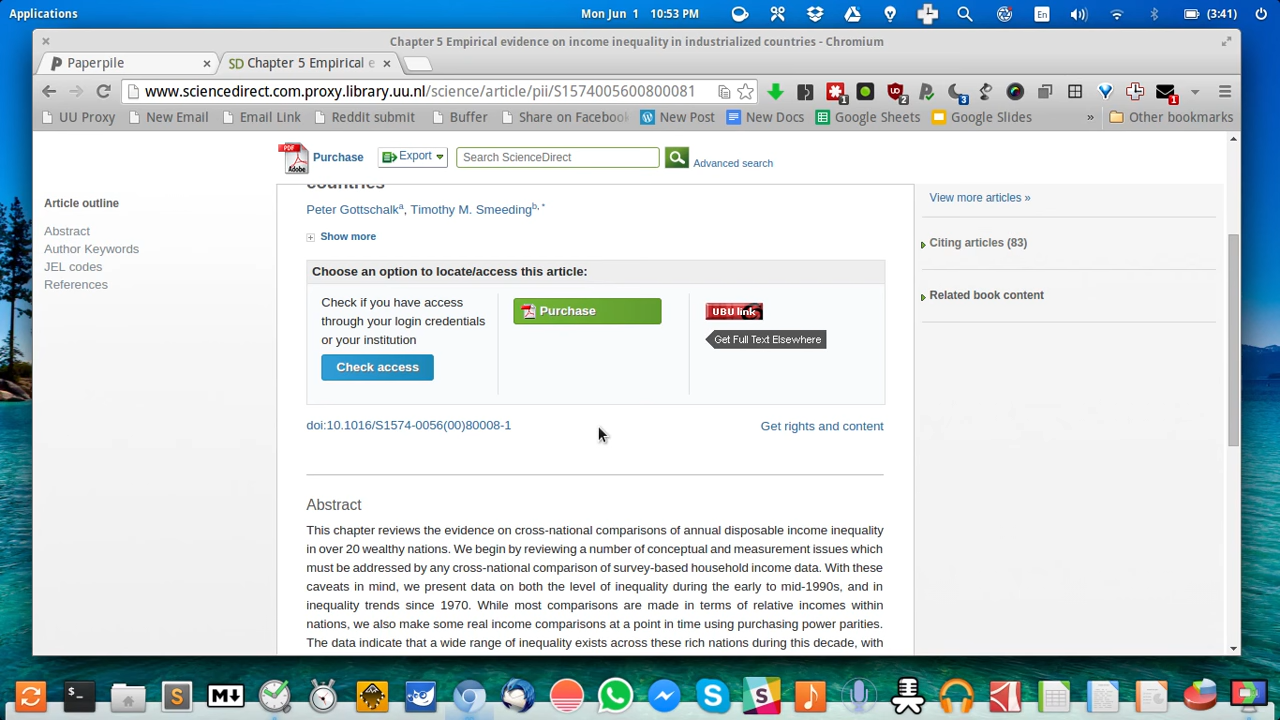 Applications
Mon Jun 1 10:53 PM
En
(3:41)
Chapter 5 Empirical evidence on income inequality in industrialized countries - Chromium
Paperpile
SD Chapter 5 Empirical e
www.sciencedirect.com.proxy.library.uu.nl/science/article/pii/S1574005600800081
1
2
3
1
UU Proxy
New Email
Email Link
Reddit submit
Buffer
Share on Facebook
New Post
New Docs
Google Sheets
Google Slides
»
Other bookmarks
PDF
Adobe
Purchase
Export
Search ScienceDirect
Advanced search
Article outline
Abstract
Author Keywords
JEL codes
References
countries
Peter Gottschalk a, Timothy M. Smeeding b, *
Show more
Choose an option to locate/access this article:
Check if you have access
through your login credentials
or your institution
Check access
Purchase
UBU link
Get Full Text Elsewhere
doi:10.1016/S1574-0056(00)80008-1
Get rights and content
View more articles »
Citing articles (83)
Related book content
Abstract
This chapter reviews the evidence on cross-national comparisons of annual disposable income inequality
in over 20 wealthy nations. We begin by reviewing a number of conceptual and measurement issues which
must be addressed by any cross-national comparison of survey-based household income data. With these
caveats in mind, we present data on both the level of inequality during the early to mid-1990s, and in
inequality trends since 1970. While most comparisons are made in terms of relative incomes within
nations, we also make some real income comparisons at a point in time using purchasing power parities.
The data indicate that a wide range of inequality exists across these rich nations during this decade, with